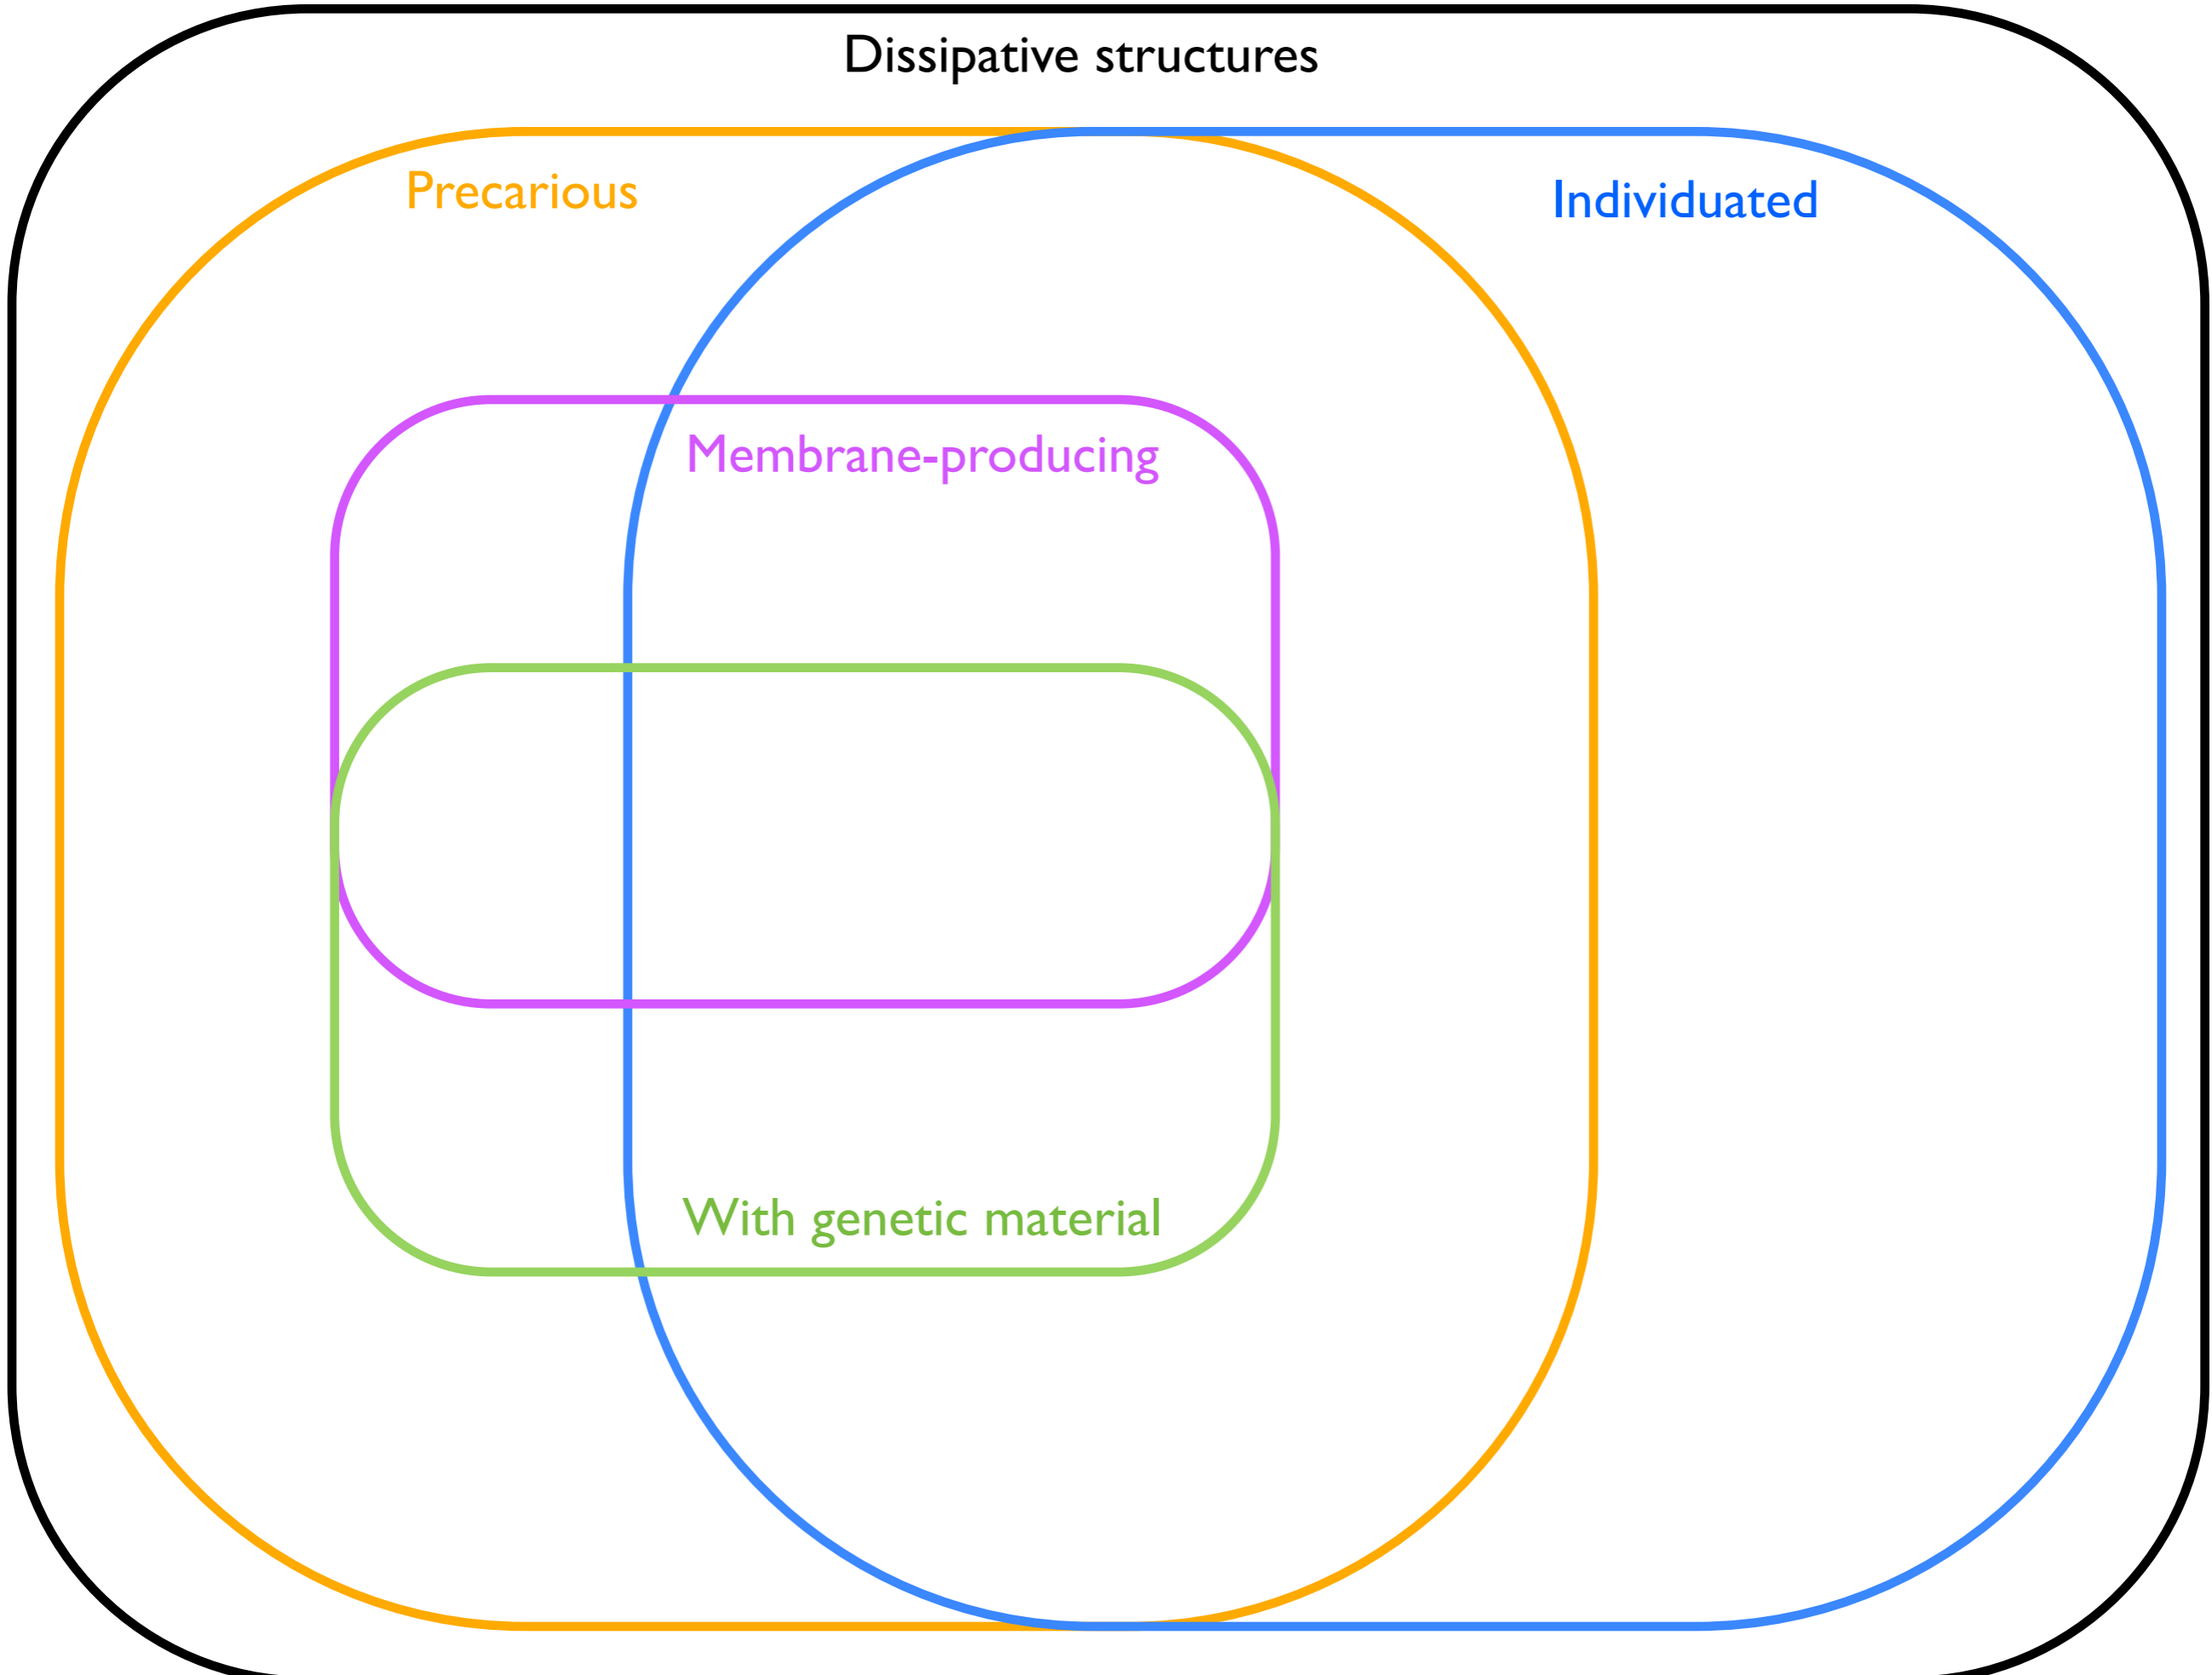 Dissipative structures
Precarious
Individuated
Membrane-producing
With genetic material